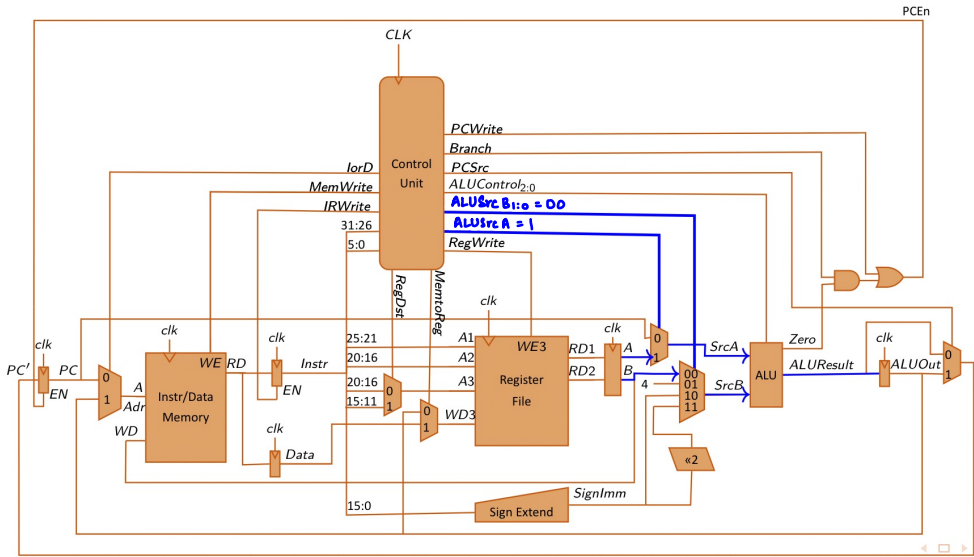 PCEn
CLK
Control
Unit
PCWrite
Branch
PCSrc
ALUControl2:0
ALUSrcB1:0 = 00
ALUSrcA = 1
RegWrite
IorD
MemWrite
IRWrite
31:26
5:0
RegDst
MemtoReg
clk
PC'
EN
PC
0
1
A
Adr
WD
clk
WE
RD
Instr/Data
Memory
clk
Instr
EN
clk
Data
25:21
20:16
20:16
15:11
15:0
0
1
0
1
clk
A1
A2
A3
WD3
WE3
RD1
RD2
Register
File
clk
A
B
0
1
4
00
01
10
11
SrcA
SrcB
ALU
Zero
ALUResult
clk
ALUOut
0
1
«2
SignImm
Sign Extend